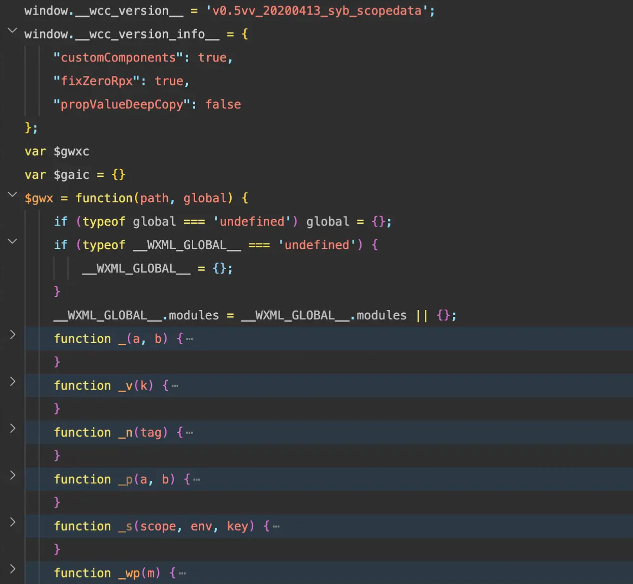 window.__wcc_version__ = 'v0.5vv_20200413_syb_scopedata';
window.__wcc_version_info__ = {
    "customComponents": true,
    "fixZeroRpx": true,
    "propValueDeepCopy": false
};
var $gwxc
var $gaic = {}
$gwx = function(path, global) {
    if (typeof global === 'undefined') global = {};
    if (typeof __WXML_GLOBAL__ === 'undefined') {
        __WXML_GLOBAL__ = {};
    }
    __WXML_GLOBAL__.modules = __WXML_GLOBAL__.modules || {};
    function _(a, b) {⋯
    }
    function _v(k) {⋯
    }
    function _n(tag) {⋯
    }
    function _p(a, b) {⋯
    }
    function _s(scope, env, key) {⋯
    }
    function _wp(m) {⋯